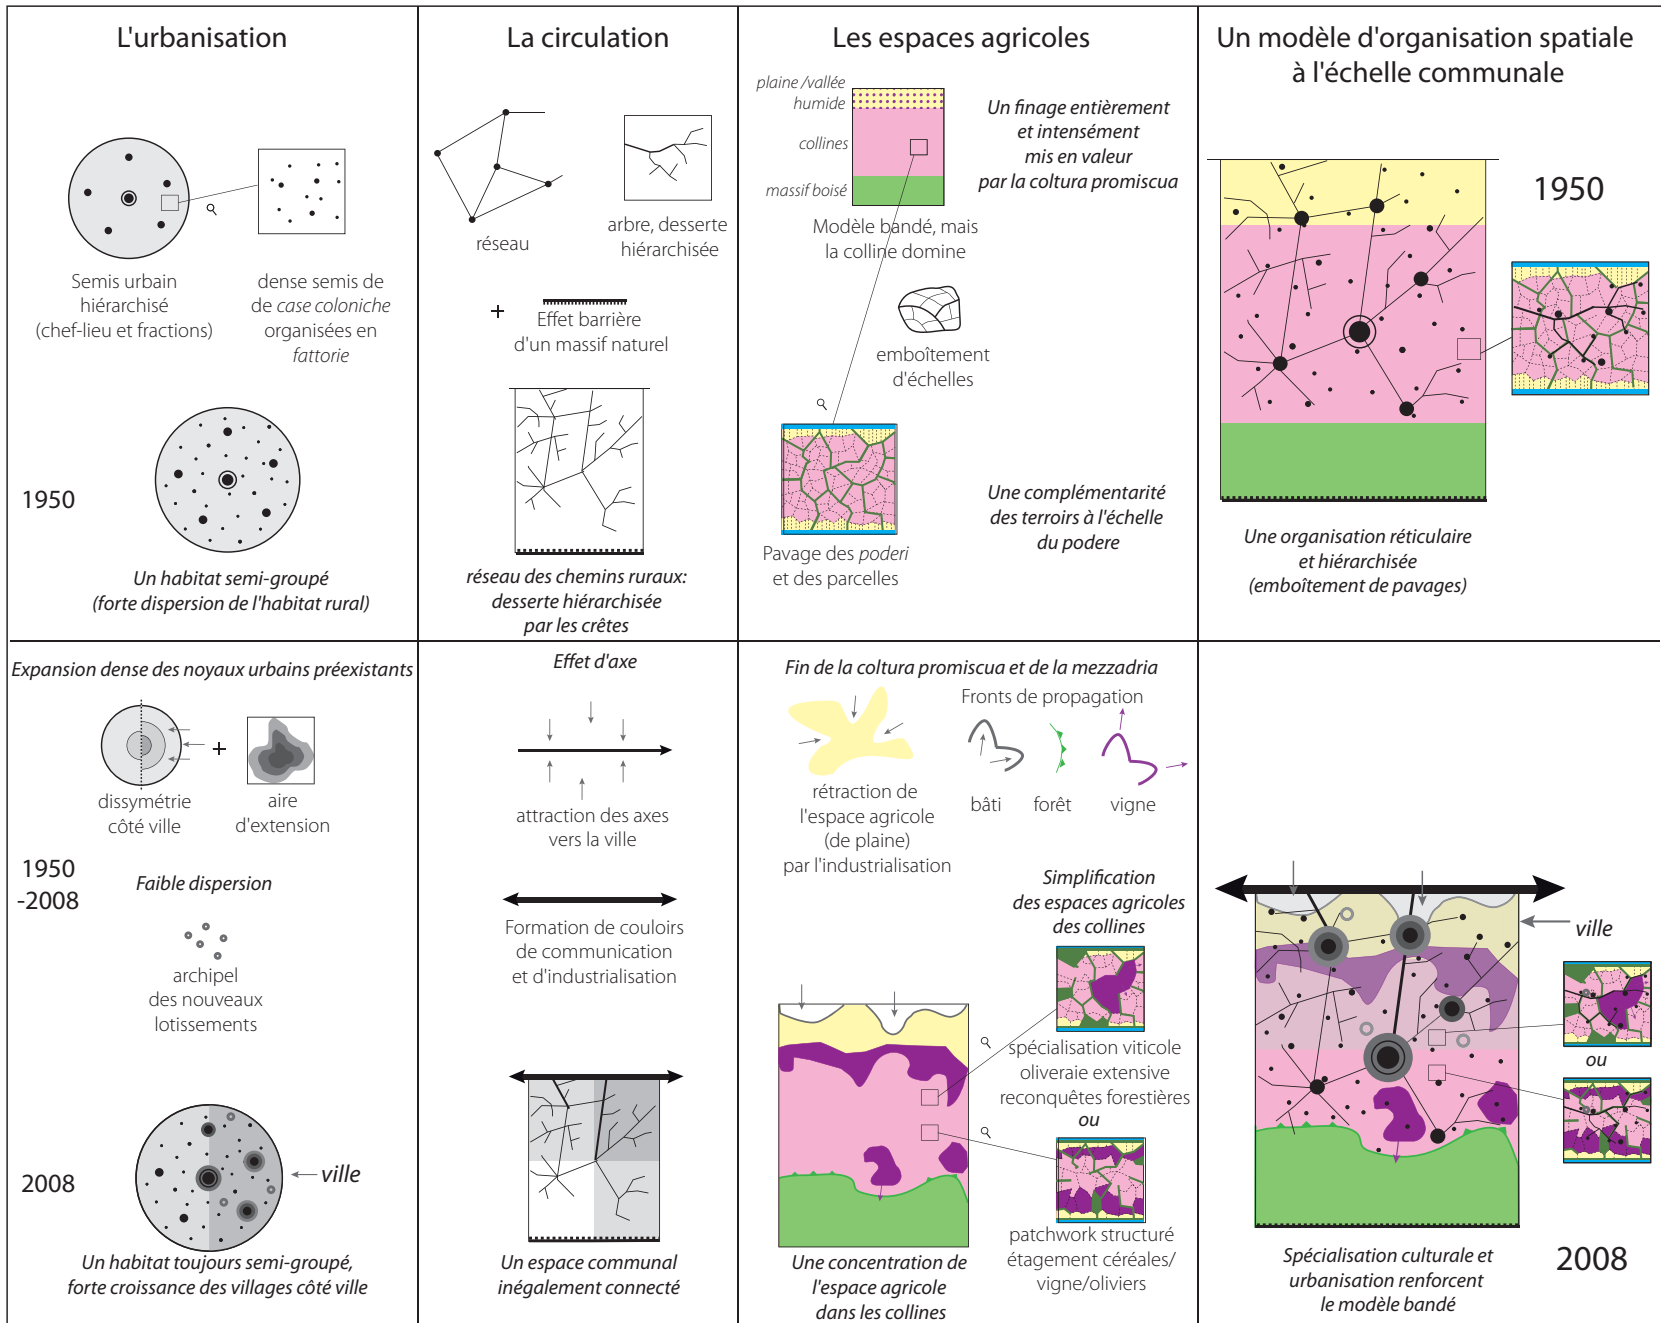 L'urbanisation
Semis urbain
hiérarchisé
(chef-lieu et fractions)
dense semis de
de case coloniche
organisées en
fattorie
1950
Un habitat semi-groupé
(forte dispersion de l'habitat rural)
La circulation
réseau
arbre, desserte
hiérarchisée
+
Effet barrière
d'un massif naturel
réseau des chemins ruraux:
desserte hiérarchisée
par les crêtes
Les espaces agricoles
plaine /vallée
humide
collines
massif boisé
Un finage entièrement
et intensément
mis en valeur
par la coltura promiscua
Modèle bandé, mais
la colline domine
emboîtement
d'échelles
Pavage des poderi
et des parcelles
Une complémentarité
des terroirs à l'échelle
du podere
Un modèle d'organisation spatiale
à l'échelle communale
1950
Une organisation réticulaire
et hiérarchisée
(emboîtement de pavages)
Expansion dense des noyaux urbains préexistants
+
dissymétrie
côté ville
aire
d'extension
1950
-2008
Faible dispersion
archipel
des nouveaux
lotissements
2008
ville
Un habitat toujours semi-groupé,
forte croissance des villages côté ville
Effet d'axe
attraction des axes
vers la ville
Formation de couloirs
de communication
et d'industrialisation
Un espace communal
inégalement connecté
Fin de la coltura promiscua et de la mezzadria
Fronts de propagation
rétraction de
l'espace agricole
(de plaine)
par l'industrialisation
bâti
forêt
vigne
Simplification
des espaces agricoles
des collines
spécialisation viticole
oliveraie extensive
reconquêtes forestières
ou
patchwork structuré
étagement céréales/
vigne/oliviers
Une concentration de
l'espace agricole
dans les collines
ville
ou
Spécialisation culturale et
urbanisation renforcent
le modèle bandé
2008